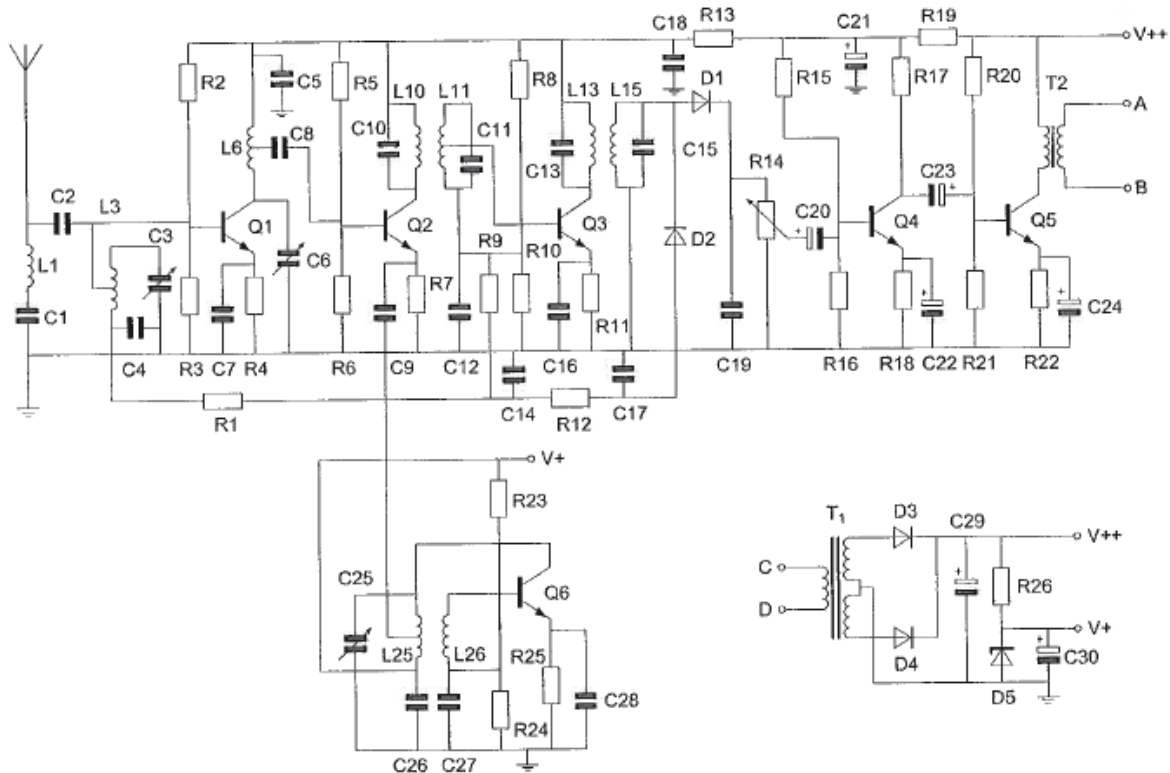 C18 R13 C21 R19
V++
R2 C5 R5 L10 L11 R8 L13 L15 D1 R15 R17 R20 T2
A
L6 C8 C10 C11 C13 C15 R14 + C23
B
C2 L3 Q1 Q2 Q3 D2 C20 Q4 + Q5
C3 C6 R9 R10 +
L1 R7 +
C1 R11 + C24
C4 R3 C7 R4 R6 C9 C12 C16 C19 R16 R18 C22 R21 R22
R1 C14 R12 C17
V+
R23
T1 D3 C29
V++
C25 Q6 C +
R26
D
V+
L25 L26 R25 D4 + C30
R24 C28 D5
C26 C27